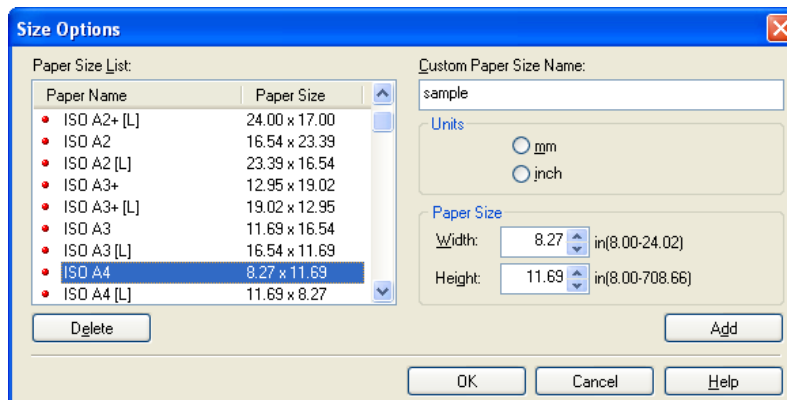 Size Options
Paper Size List:
Paper Name Paper Size
ISO A2+ [L] 24.00 x 17.00
ISO A2 16.54 x 23.39
ISO A2 [L] 23.39 x 16.54
ISO A3+ 12.95 x 19.02
ISO A3+ [L] 19.02 x 12.95
ISO A3 11.69 x 16.54
ISO A3 [L] 16.54 x 11.69
ISO A4 8.27 x 11.69
ISO A4 [L] 11.69 x 8.27
Delete
Custom Paper Size Name:
sample
Units
mm
inch
Paper Size
Width: 8.27 in(8.00-24.02)
Height: 11.69 in(8.00-708.66)
Add
OK Cancel Help